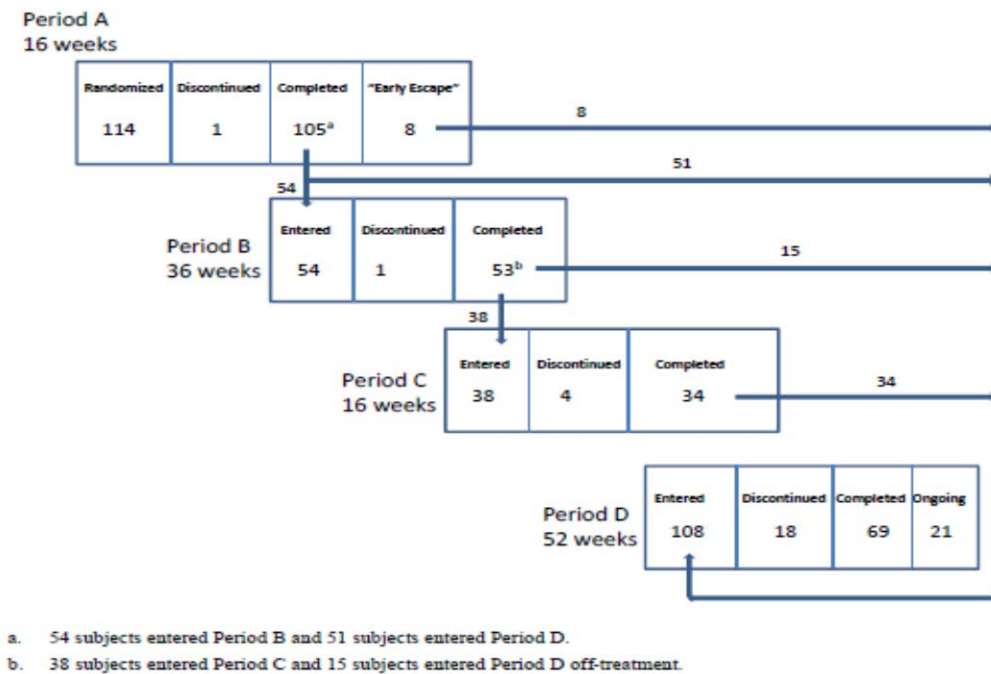 Period A
16 weeks
Randomized Discontinued Completed "Early Escape"
114 1 105ᵃ 8
8
51
54
Period B
36 weeks
Entered Discontinued Completed
54 1 53ᵇ
15
38
Period C
16 weeks
Entered Discontinued Completed
38 4 34
34
Period D
52 weeks
Entered Discontinued Completed Ongoing
108 18 69 21
a. 54 subjects entered Period B and 51 subjects entered Period D.
b. 38 subjects entered Period C and 15 subjects entered Period D off-treatment.